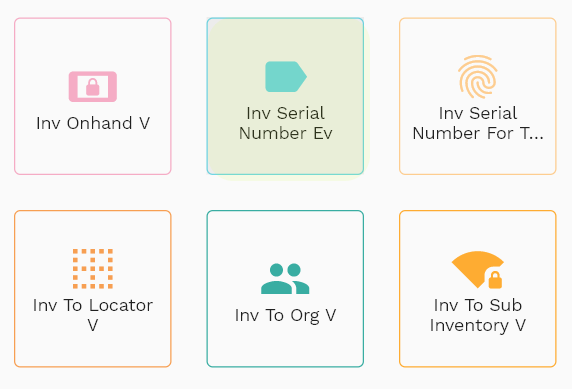 Inv Onhand V
Inv Serial
Number Ev
Inv Serial
Number For T...
Inv To Locator
V
Inv To Org V
Inv To Sub
Inventory V